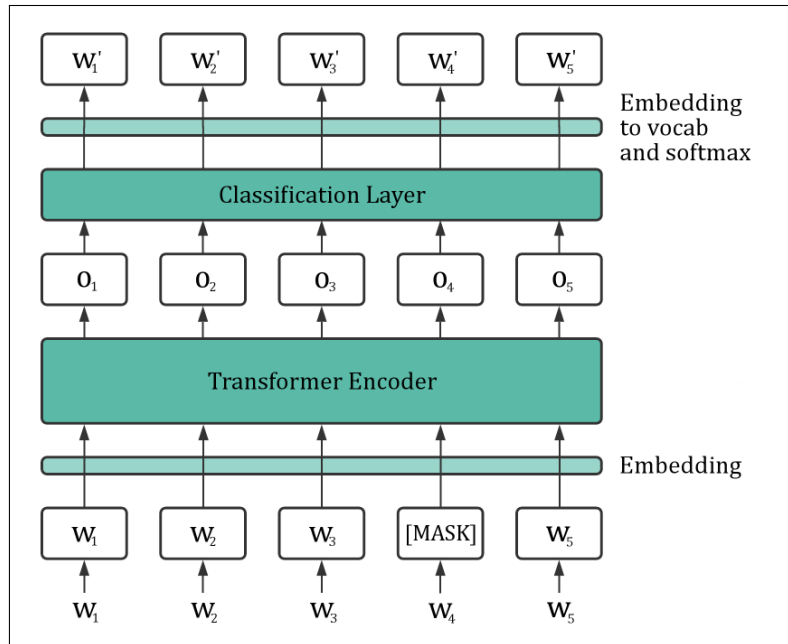 W₁' W₂' W₃' W₄' W₅'
Embedding
to vocab
and softmax
Classification Layer
O₁ O₂ O₃ O₄ O₅
Transformer Encoder
Embedding
W₁ W₂ W₃ [MASK] W₅
W₁ W₂ W₃ W₄ W₅